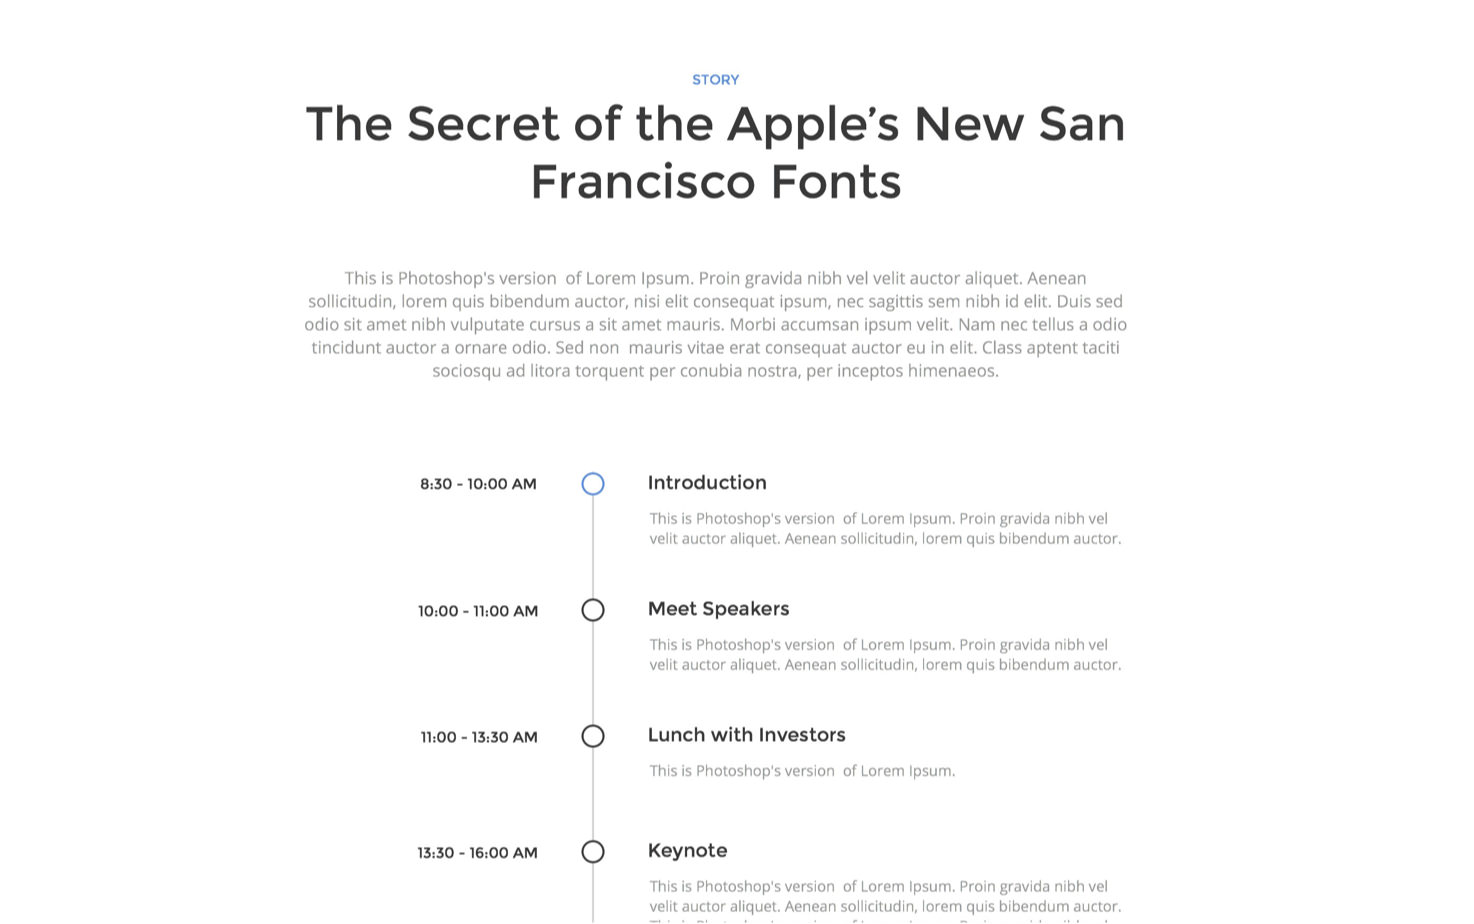 STORY
The Secret of the Apple’s New San
Francisco Fonts
This is Photoshop's version  of Lorem Ipsum. Proin gravida nibh vel velit auctor aliquet. Aenean
sollicitudin, lorem quis bibendum auctor, nisi elit consequat ipsum, nec sagittis sem nibh id elit. Duis sed
odio sit amet nibh vulputate cursus a sit amet mauris. Morbi accumsan ipsum velit. Nam nec tellus a odio
tincidunt auctor a ornare odio. Sed non  mauris vitae erat consequat auctor eu in elit. Class aptent taciti
sociosqu ad litora torquent per conubia nostra, per inceptos himenaeos.
8:30 - 10:00 AM
Introduction
This is Photoshop's version  of Lorem Ipsum. Proin gravida nibh vel
velit auctor aliquet. Aenean sollicitudin, lorem quis bibendum auctor.
10:00 - 11:00 AM
Meet Speakers
This is Photoshop's version  of Lorem Ipsum. Proin gravida nibh vel
velit auctor aliquet. Aenean sollicitudin, lorem quis bibendum auctor.
11:00 - 13:30 AM
Lunch with Investors
This is Photoshop's version  of Lorem Ipsum.
13:30 - 16:00 AM
Keynote
This is Photoshop's version  of Lorem Ipsum. Proin gravida nibh vel
velit auctor aliquet. Aenean sollicitudin, lorem quis bibendum auctor.